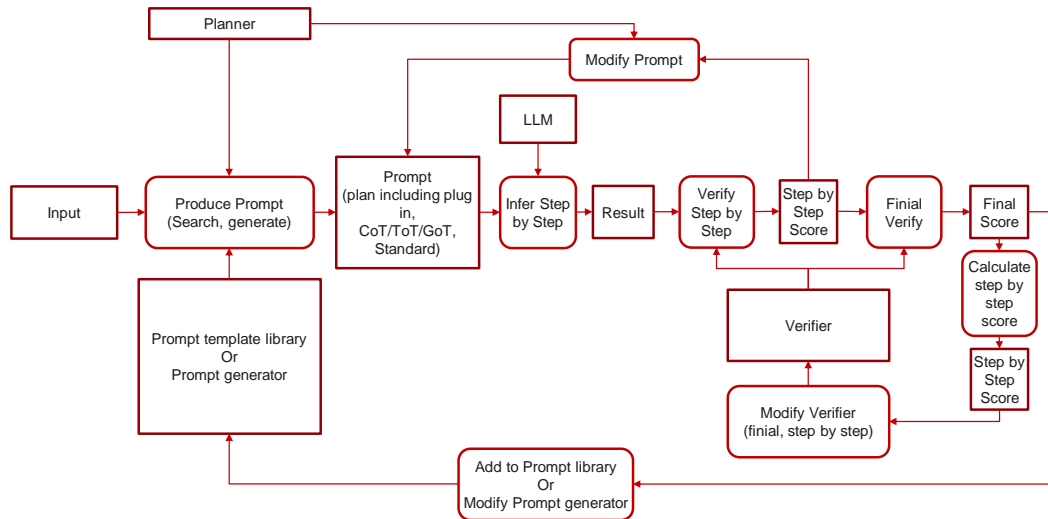 Planner
Modify Prompt
LLM
Input
Produce Prompt
(Search, generate)
Prompt
(plan including plug
in,
CoT/ToT/GoT,
Standard)
Infer Step
by Step
Result
Verify
Step by
Step
Step by
Step
Score
Finial
Verify
Final
Score
Calculate
step by
step
score
Prompt template library
Or
Prompt generator
Verifier
Step by
Step
Score
Modify Verifier
(finial, step by step)
Add to Prompt library
Or
Modify Prompt generator